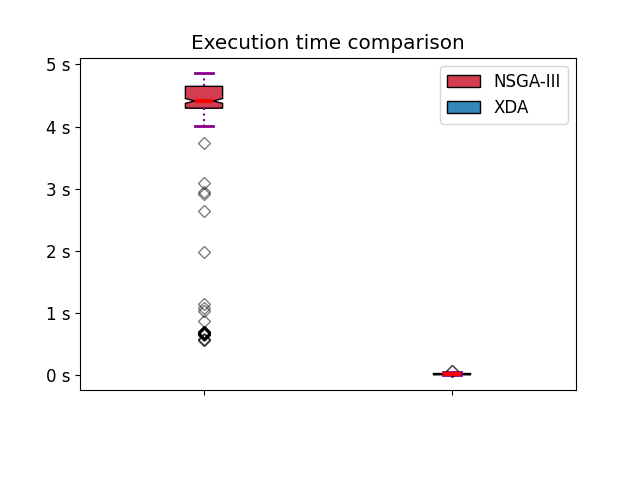 Execution time comparison
5 s
4 s
3 s
2 s
1 s
0 s
NSGA-III
XDA